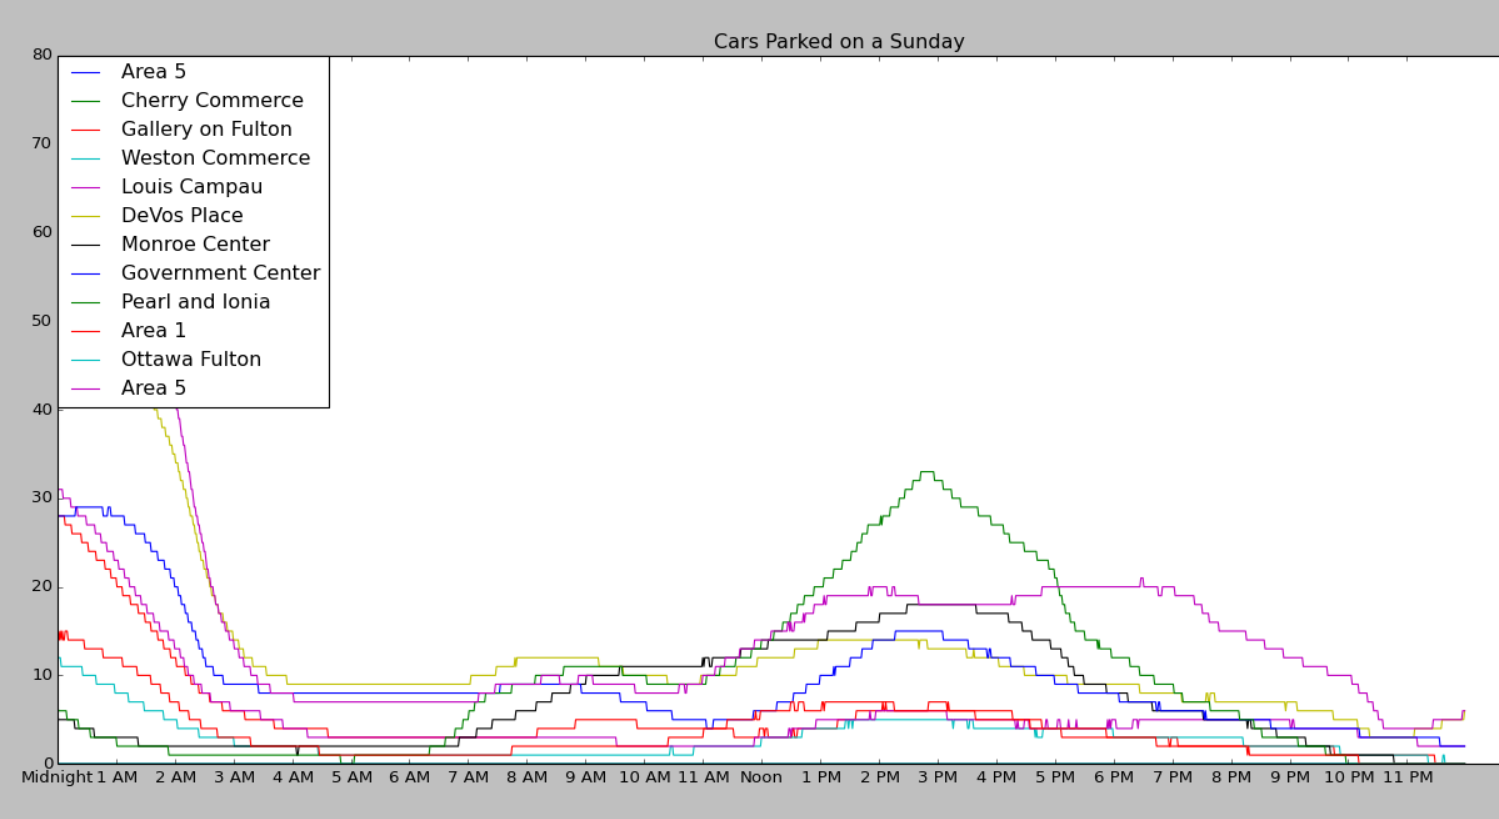 Cars Parked on a Sunday
80
70
60
50
40
30
20
10
0
Area 5
Cherry Commerce
Gallery on Fulton
Weston Commerce
Louis Campau
DeVos Place
Monroe Center
Government Center
Pearl and Ionia
Area 1
Ottawa Fulton
Area 5
Midnight 1 AM 2 AM 3 AM 4 AM 5 AM 6 AM 7 AM 8 AM 9 AM 10 AM 11 AM Noon 1 PM 2 PM 3 PM 4 PM 5 PM 6 PM 7 PM 8 PM 9 PM 10 PM 11 PM